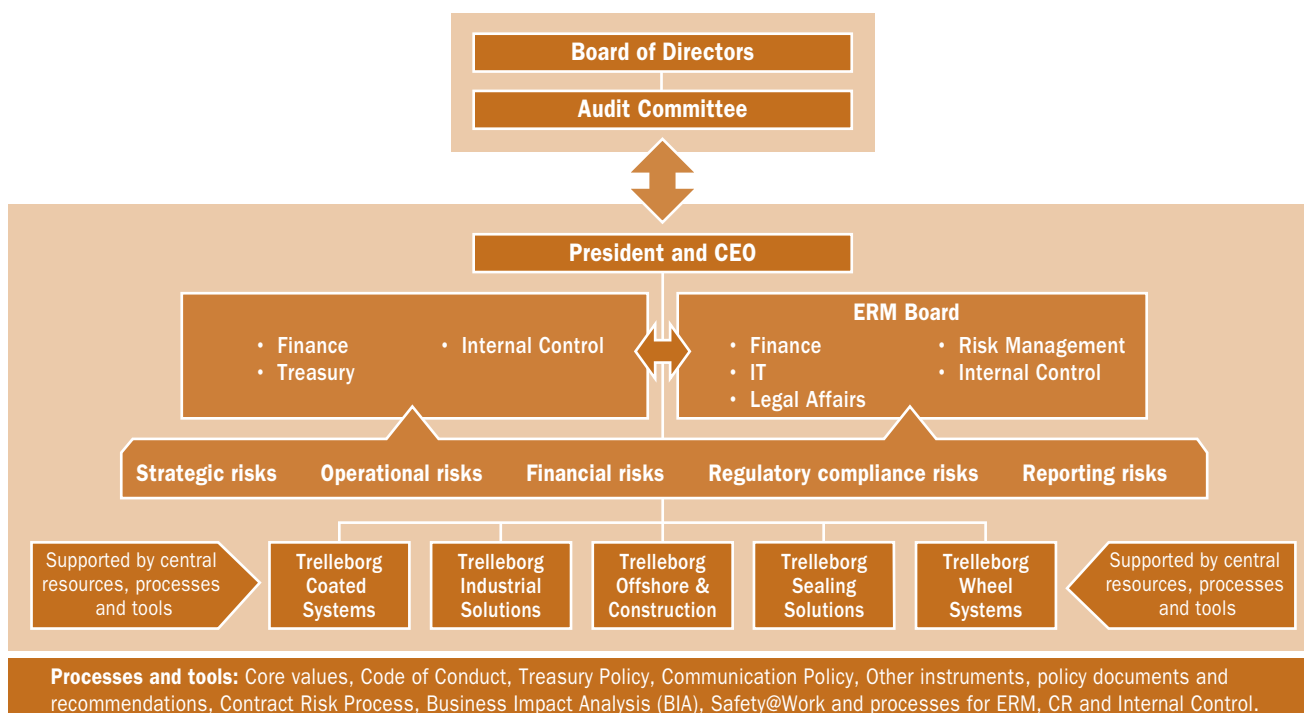 Board of Directors
Audit Committee
President and CEO
• Finance
• Treasury
• Internal Control
ERM Board
• Finance
• IT
• Legal Affairs
• Risk Management
• Internal Control
Strategic risks Operational risks Financial risks Regulatory compliance risks Reporting risks
Supported by central
resources, processes
and tools
Trelleborg
Coated
Systems
Trelleborg
Industrial
Solutions
Trelleborg
Offshore &
Construction
Trelleborg
Sealing
Solutions
Trelleborg
Wheel
Systems
Supported by central
resources, processes
and tools
Processes and tools: Core values, Code of Conduct, Treasury Policy, Communication Policy, Other instruments, policy documents and
recommendations, Contract Risk Process, Business Impact Analysis (BIA), Safety@Work and processes for ERM, CR and Internal Control.